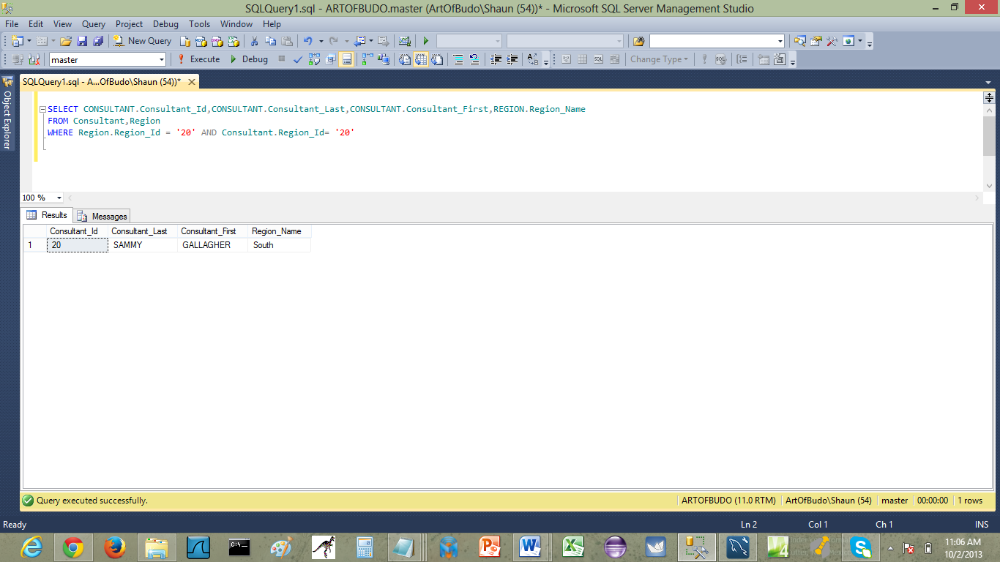 SQLQuery1.sql - ARTOFBUDO.master (ArtOfBudo\Shaun (54))* - Microsoft SQL Server Management Studio
File Edit View Query Project Debug Tools Window Help
New Query
master Execute Debug Change Type
SQLQuery1.sql - A...OfBudo\Shaun (54))*
Object Explorer
SELECT CONSULTANT.Consultant_Id,CONSULTANT.Consultant_Last,CONSULTANT.Consultant_First,REGION.Region_Name
FROM Consultant,Region
WHERE Region.Region_Id = '20' AND Consultant.Region_Id= '20'
100 %
Results Messages
Consultant_Id Consultant_Last Consultant_First Region_Name
1 20 SAMMY GALLAGHER South
Query executed successfully. ARTOFBUDO (11.0 RTM) ArtOfBudo\Shaun (54) master 00:00:00 1 rows
Ready Ln 2 Col 1 Ch 1 INS
11:06 AM
10/2/2013